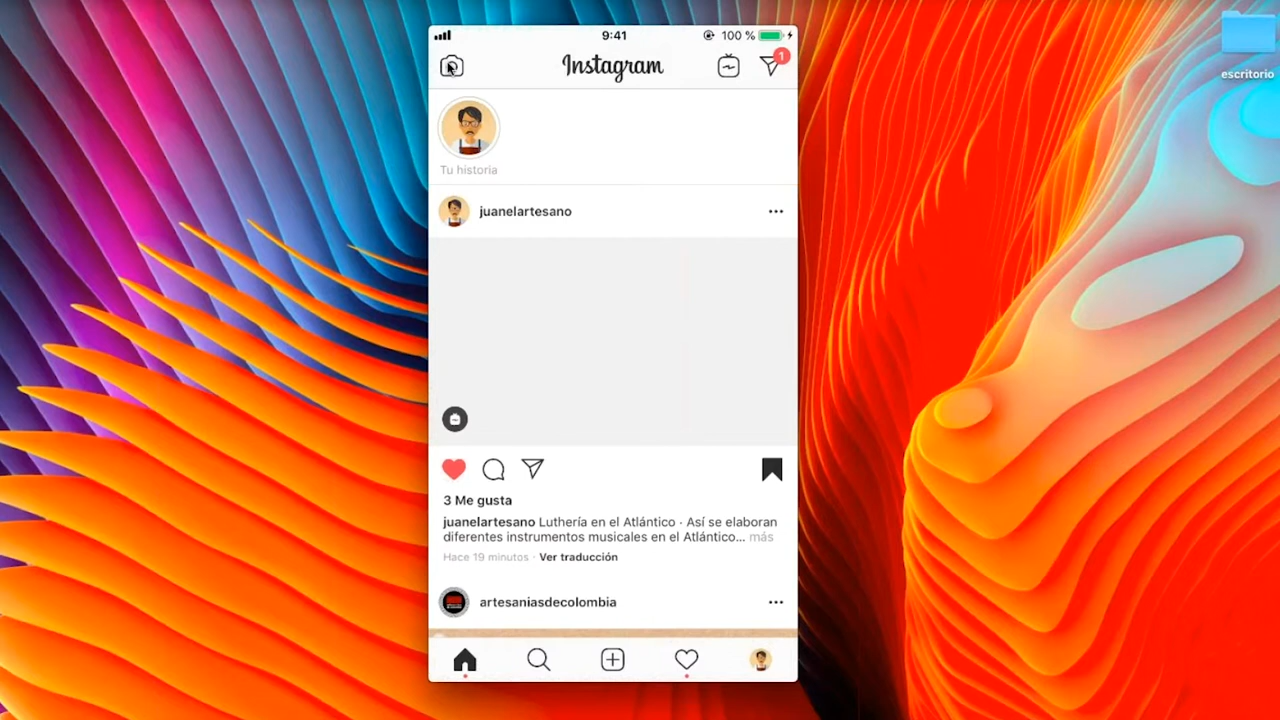 9:41
100 %
Instagram
1
escritorio
Tu historia
juanelartesano
3 Me gusta
juanelartesano Luthería en el Atlántico · Así se elaboran
diferentes instrumentos musicales en el Atlántico... más
Hace 19 minutos · Ver traducción
artesaniasdecolombia